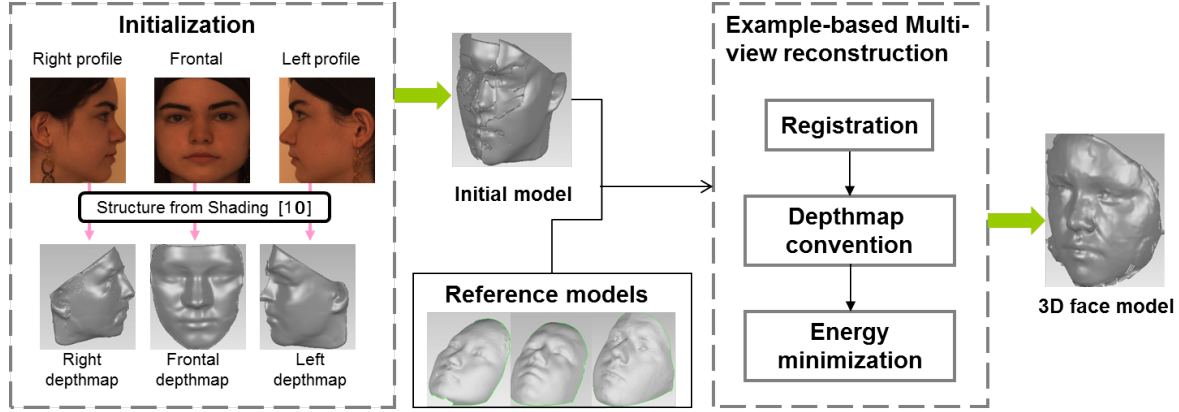 Initialization
Right profile
Frontal
Left profile
Structure from Shading [10]
Right
depthmap
Frontal
depthmap
Left
depthmap
Initial model
Reference models
Example-based Multi-
view reconstruction
Registration
Depthmap
convention
Energy
minimization
3D face model